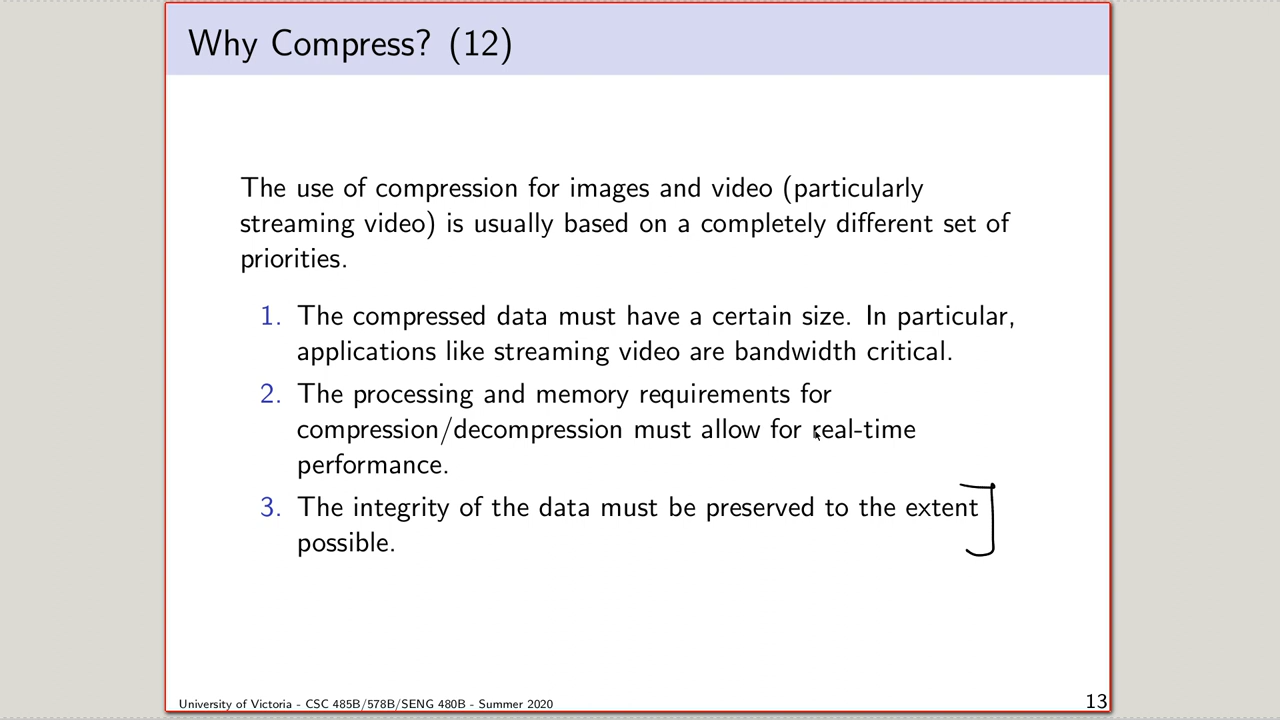 Why Compress? (12)
The use of compression for images and video (particularly
streaming video) is usually based on a completely different set of
priorities.
1. The compressed data must have a certain size. In particular,
applications like streaming video are bandwidth critical.
2. The processing and memory requirements for
compression/decompression must allow for real-time
performance.
3. The integrity of the data must be preserved to the extent
possible.
University of Victoria - CSC 485B/578B/SENG 480B - Summer 2020
13